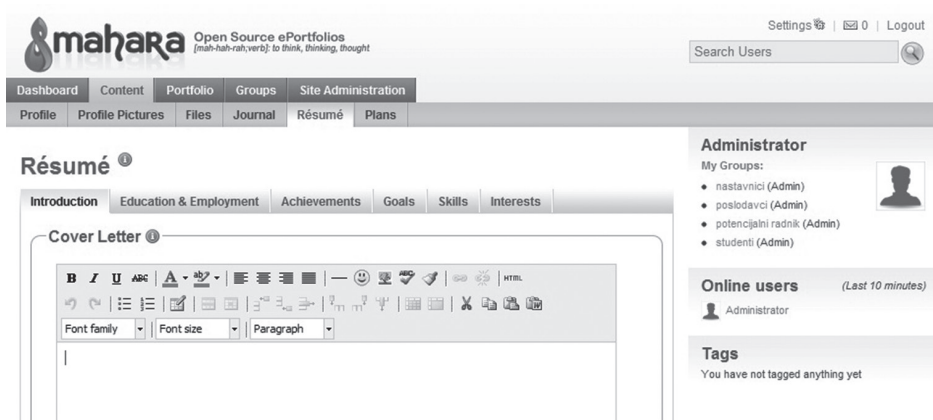 mahara
Open Source ePortfolios
[mah-hah-rah;verb]: to think, thinking, thought
Settings | 0 | Logout
Search Users
Dashboard Content Portfolio Groups Site Administration
Profile Profile Pictures Files Journal Résumé Plans
Résumé
Introduction Education & Employment Achievements Goals Skills Interests
Cover Letter
B I U ABC A ab ABC HTML
Font family Font size Paragraph
Administrator
My Groups:
nastavnici (Admin)
poslodavci (Admin)
potencijalni radnik (Admin)
studenti (Admin)
Online users (Last 10 minutes)
Administrator
Tags
You have not tagged anything yet